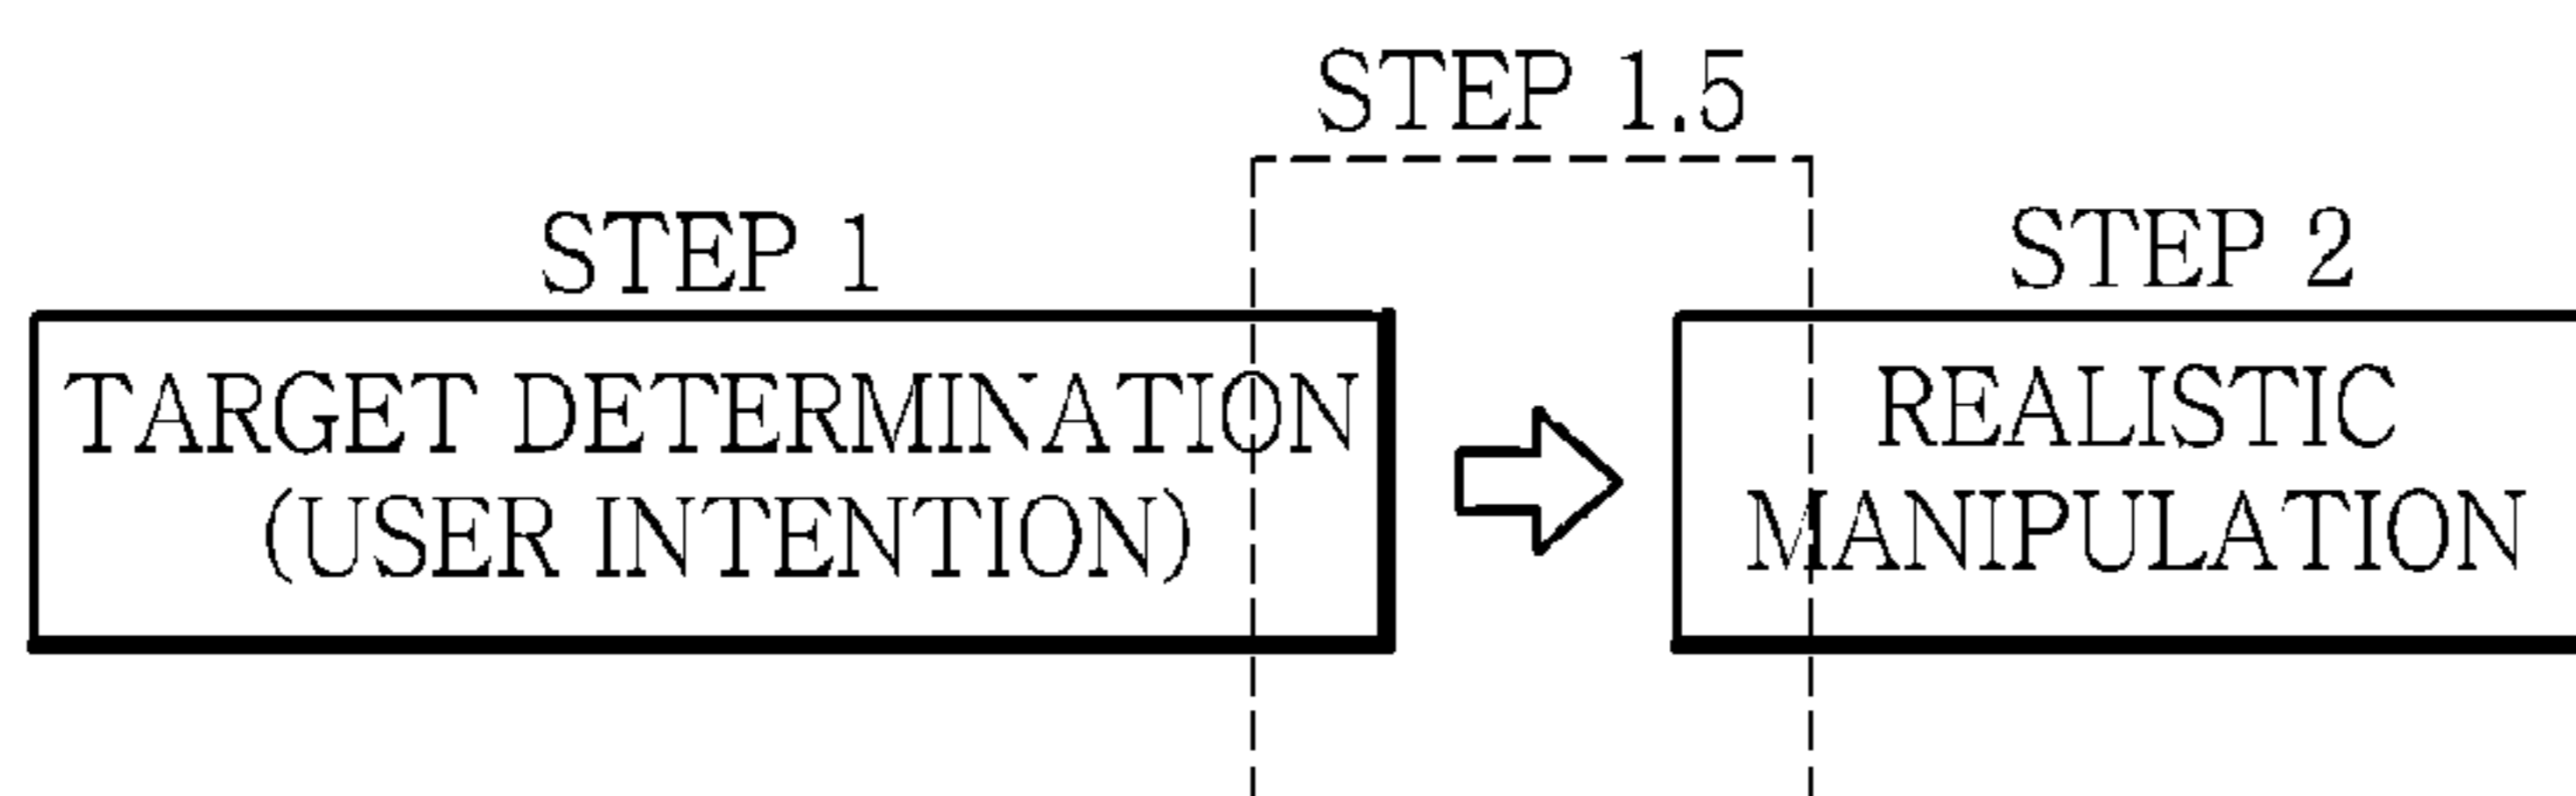 STEP 1.5
STEP 1
TARGET DETERMINATION
(USER INTENTION)
STEP 2
REALISTIC
MANIPULATION